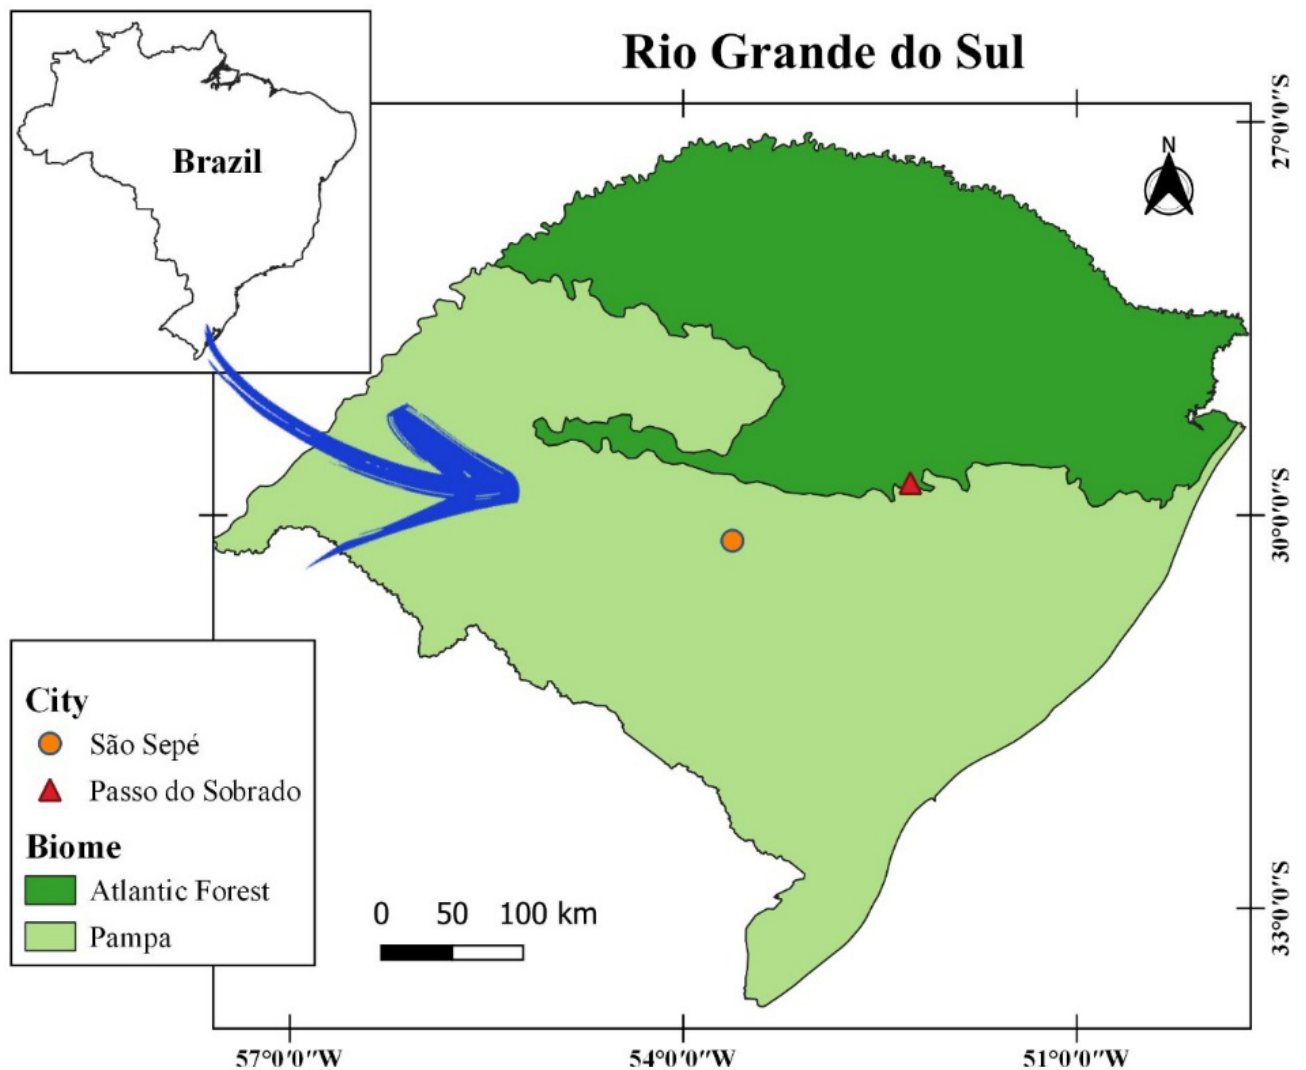 Rio Grande do Sul
Brazil
N
27°0'0"S
30°0'0"S
33°0'0"S
City
São Sepé
Passo do Sobrado
Biome
Atlantic Forest
Pampa
0 50 100 km
57°0'0"W 54°0'0"W 51°0'0"W